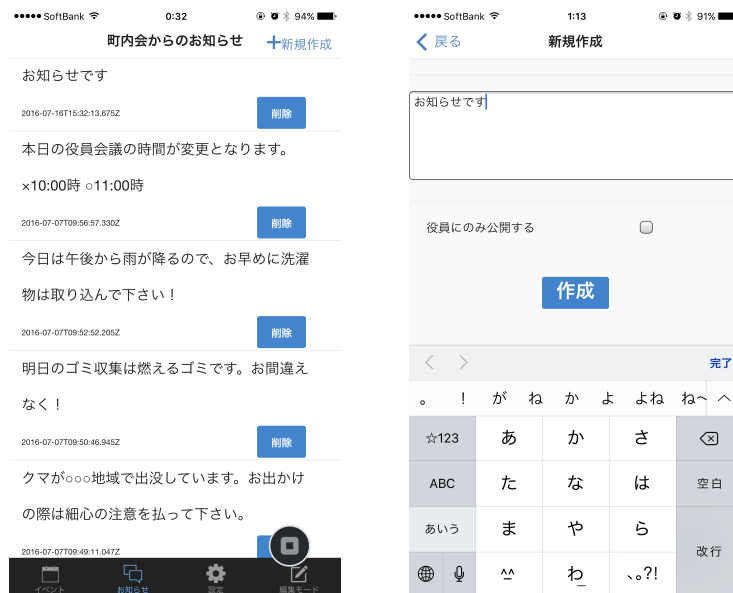 SoftBank 0:32 94%
町内会からのお知らせ +新規作成
お知らせです
2016-07-16T15:32:13.675Z 削除
本日の役員会議の時間が変更となります。
×10:00時 ○11:00時
2016-07-07T09:56:57.330Z 削除
今日は午後から雨が降るので、お早めに洗濯
物は取り込んで下さい！
2016-07-07T09:52:52.205Z 削除
明日のゴミ収集は燃えるゴミです。お間違え
なく！
2016-07-07T09:50:46.945Z 削除
クマが○○○地域で出没しています。お出かけ
の際は細心の注意を払って下さい。
2016-07-07T09:49:11.047Z
イベント お知らせ 設定 編集モード
SoftBank 1:13 91%
戻る 新規作成
お知らせです
役員にのみ公開する
作成
完了
。 ！ が ね か よ よね ね〜
☆123 あ か さ
ABC た な は 空白
あいう ま や ら
改行
^^ わ 、。?!